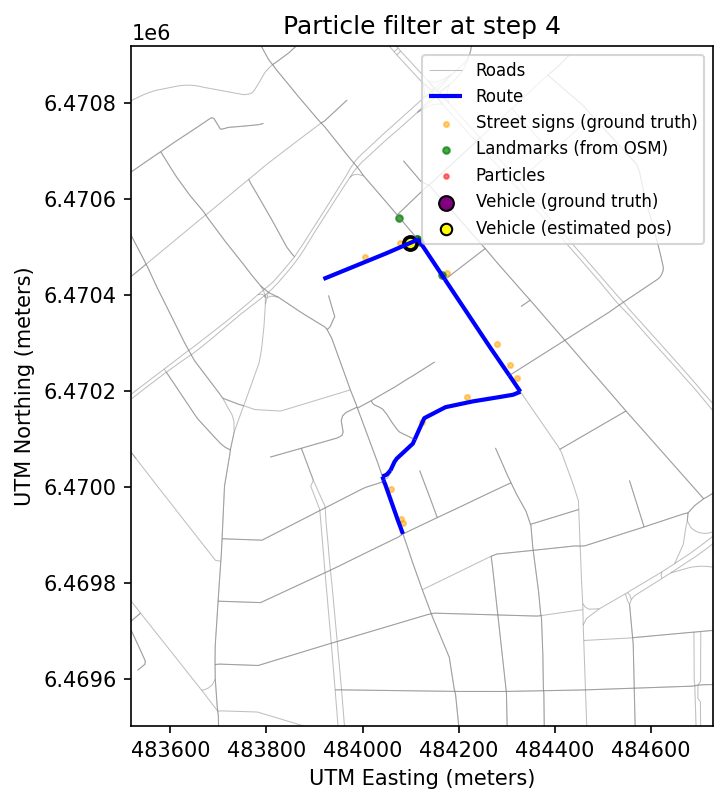 Particle filter at step 4
1e6
Roads
Route
Street signs (ground truth)
Landmarks (from OSM)
Particles
Vehicle (ground truth)
Vehicle (estimated pos)
6.4708
6.4706
6.4704
6.4702
6.4700
6.4698
6.4696
UTM Northing (meters)
483600 483800 484000 484200 484400 484600
UTM Easting (meters)